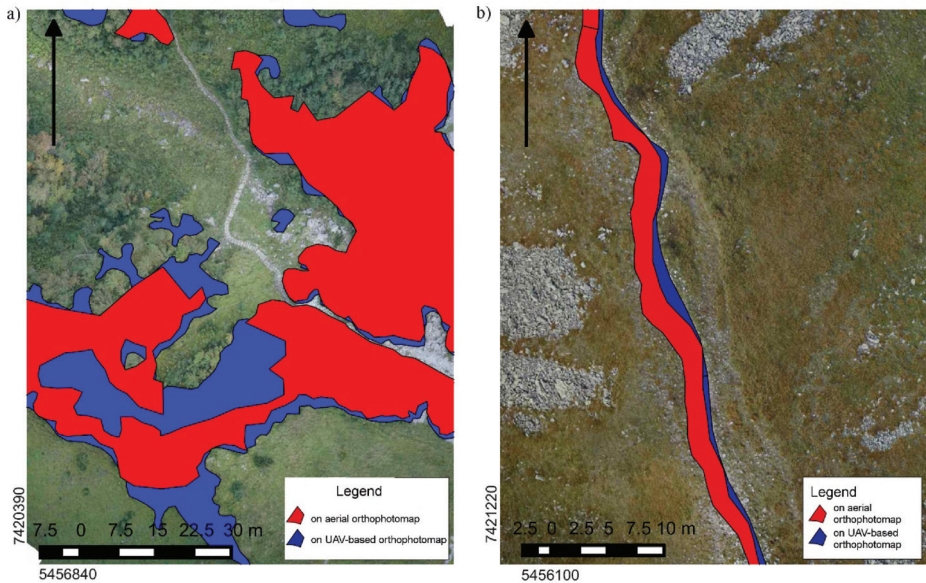 a)
b)
Legend
on aerial orthophotomap
on UAV-based orthophotomap
7.5 0 7.5 15 22.5 30 m
7420390
5456840
Legend
on aerial
orthophotomap
on UAV-based
orthophotomap
2.5 0 2.5 5 7.5 10 m
7421220
5456100